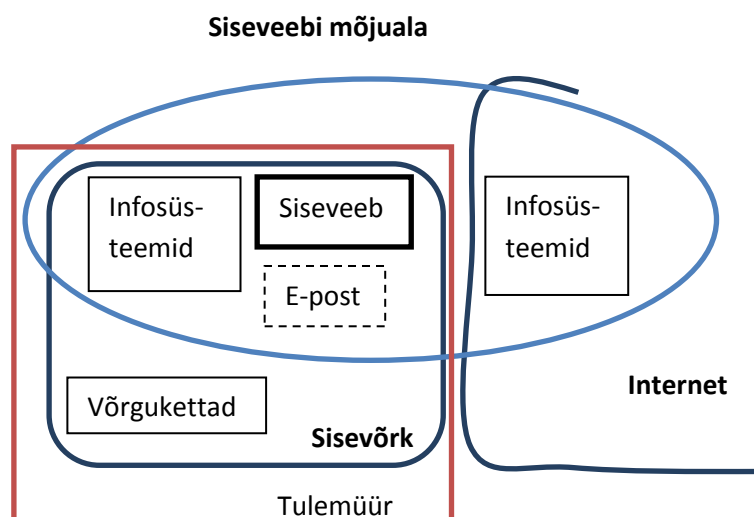 Siseveebi mõjuala
Infosüs-
teemid
Siseveeb
E-post
Infosüs-
teemid
Võrgukettad
Sisevõrk
Internet
Tulemüür